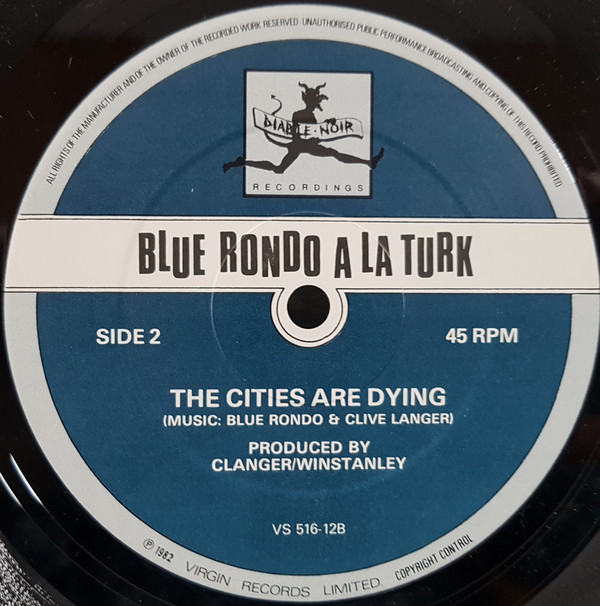 ALL RIGHTS OF THE MANUFACTURER AND OF THE OWNER OF THE RECORDED WORK RESERVED · UNAUTHORISED PUBLIC PERFORMANCE BROADCASTING AND COPYING OF THIS RECORD PROHIBITED
DIABLE · NOIR
RECORDINGS
BLUE RONDO A LA TURK
SIDE 2
45 RPM
THE CITIES ARE DYING
(MUSIC: BLUE RONDO & CLIVE LANGER)
PRODUCED BY
CLANGER/WINSTANLEY
VS 516-12B
℗ 1982 VIRGIN RECORDS LIMITED. COPYRIGHT CONTROL